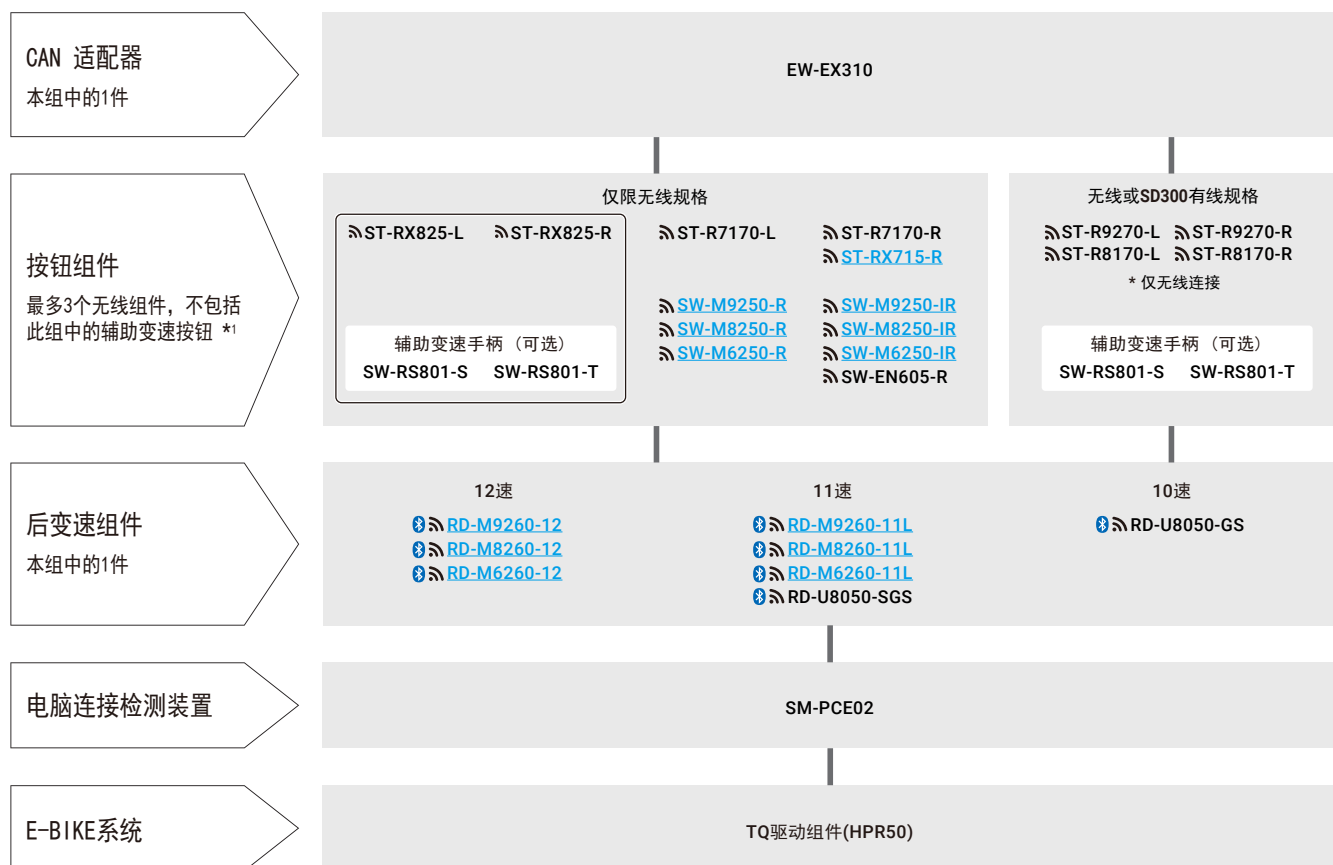 CAN 适配器
本组中的1件
EW-EX310
按钮组件
最多3个无线组件，不包括
此组中的辅助变速按钮 *1
仅限无线规格
ST-RX825-L ST-RX825-R ST-R7170-L ST-R7170-R
ST-RX715-R
SW-M9250-R SW-M9250-IR
SW-M8250-R SW-M8250-IR
SW-M6250-R SW-M6250-IR
SW-EN605-R
辅助变速手柄（可选）
SW-RS801-S SW-RS801-T
无线或SD300有线规格
ST-R9270-L ST-R9270-R
ST-R8170-L ST-R8170-R
* 仅无线连接
辅助变速手柄（可选）
SW-RS801-S SW-RS801-T
后变速组件
本组中的1件
12速
RD-M9260-12
RD-M8260-12
RD-M6260-12
11速
RD-M9260-11L
RD-M8260-11L
RD-M6260-11L
RD-U8050-SGS
10速
RD-U8050-GS
电脑连接检测装置
SM-PCE02
E-BIKE系统
TQ驱动组件(HPR50)